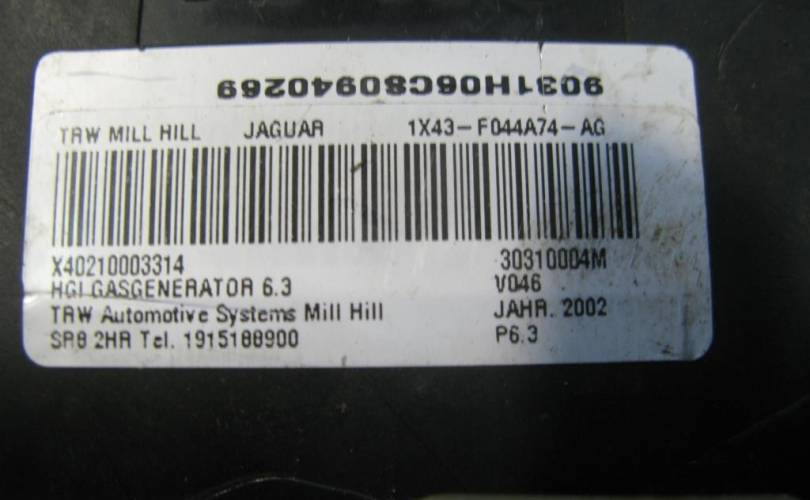 9031H06C80940269
TRW MILL HILL JAGUAR 1X43-F044A74-AG
X40210003314 30310004M
HGI GASGENERATOR 6.3 V046
TRW Automotive Systems Mill Hill JAHR. 2002
SR8 2HR Tel. 1915188900 P6.3